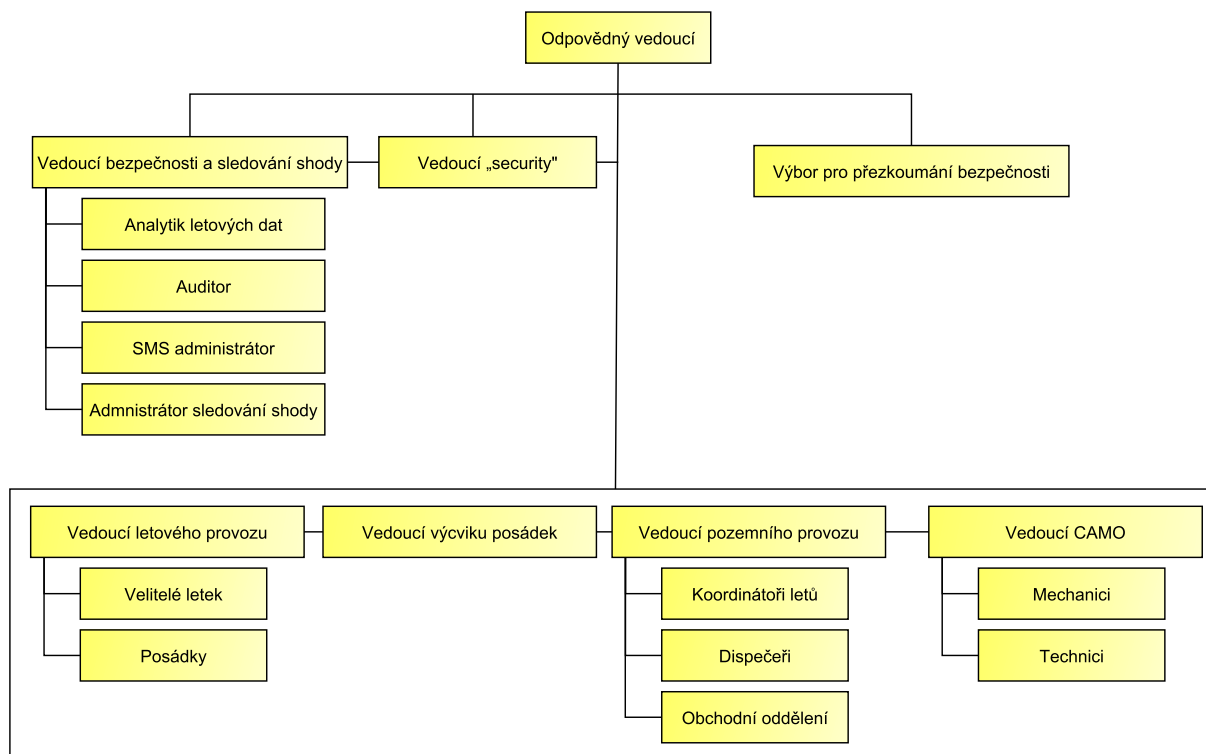 Odpovědný vedoucí
Vedoucí bezpečnosti a sledování shody
Vedoucí „security"
Výbor pro přezkoumání bezpečnosti
Analytik letových dat
Auditor
SMS administrátor
Admnistrátor sledování shody
Vedoucí letového provozu
Vedoucí výcviku posádek
Vedoucí pozemního provozu
Vedoucí CAMO
Velitelé letek
Posádky
Koordinátoři letů
Dispečeři
Obchodní oddělení
Mechanici
Technici